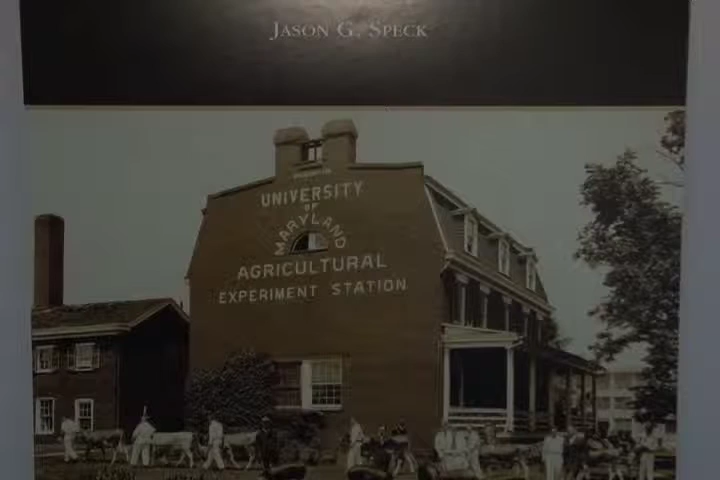 JASON G. SPECK
UNIVERSITY
OF
MARYLAND
AGRICULTURAL
EXPERIMENT STATION